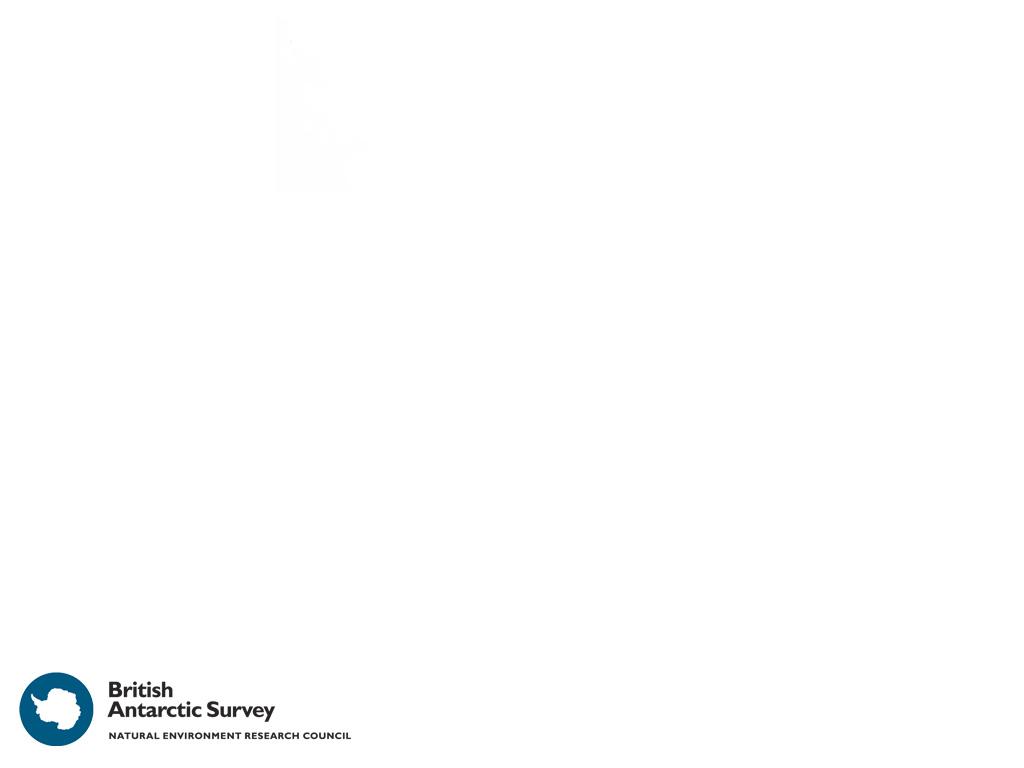 British
Antarctic Survey
NATURAL ENVIRONMENT RESEARCH COUNCIL